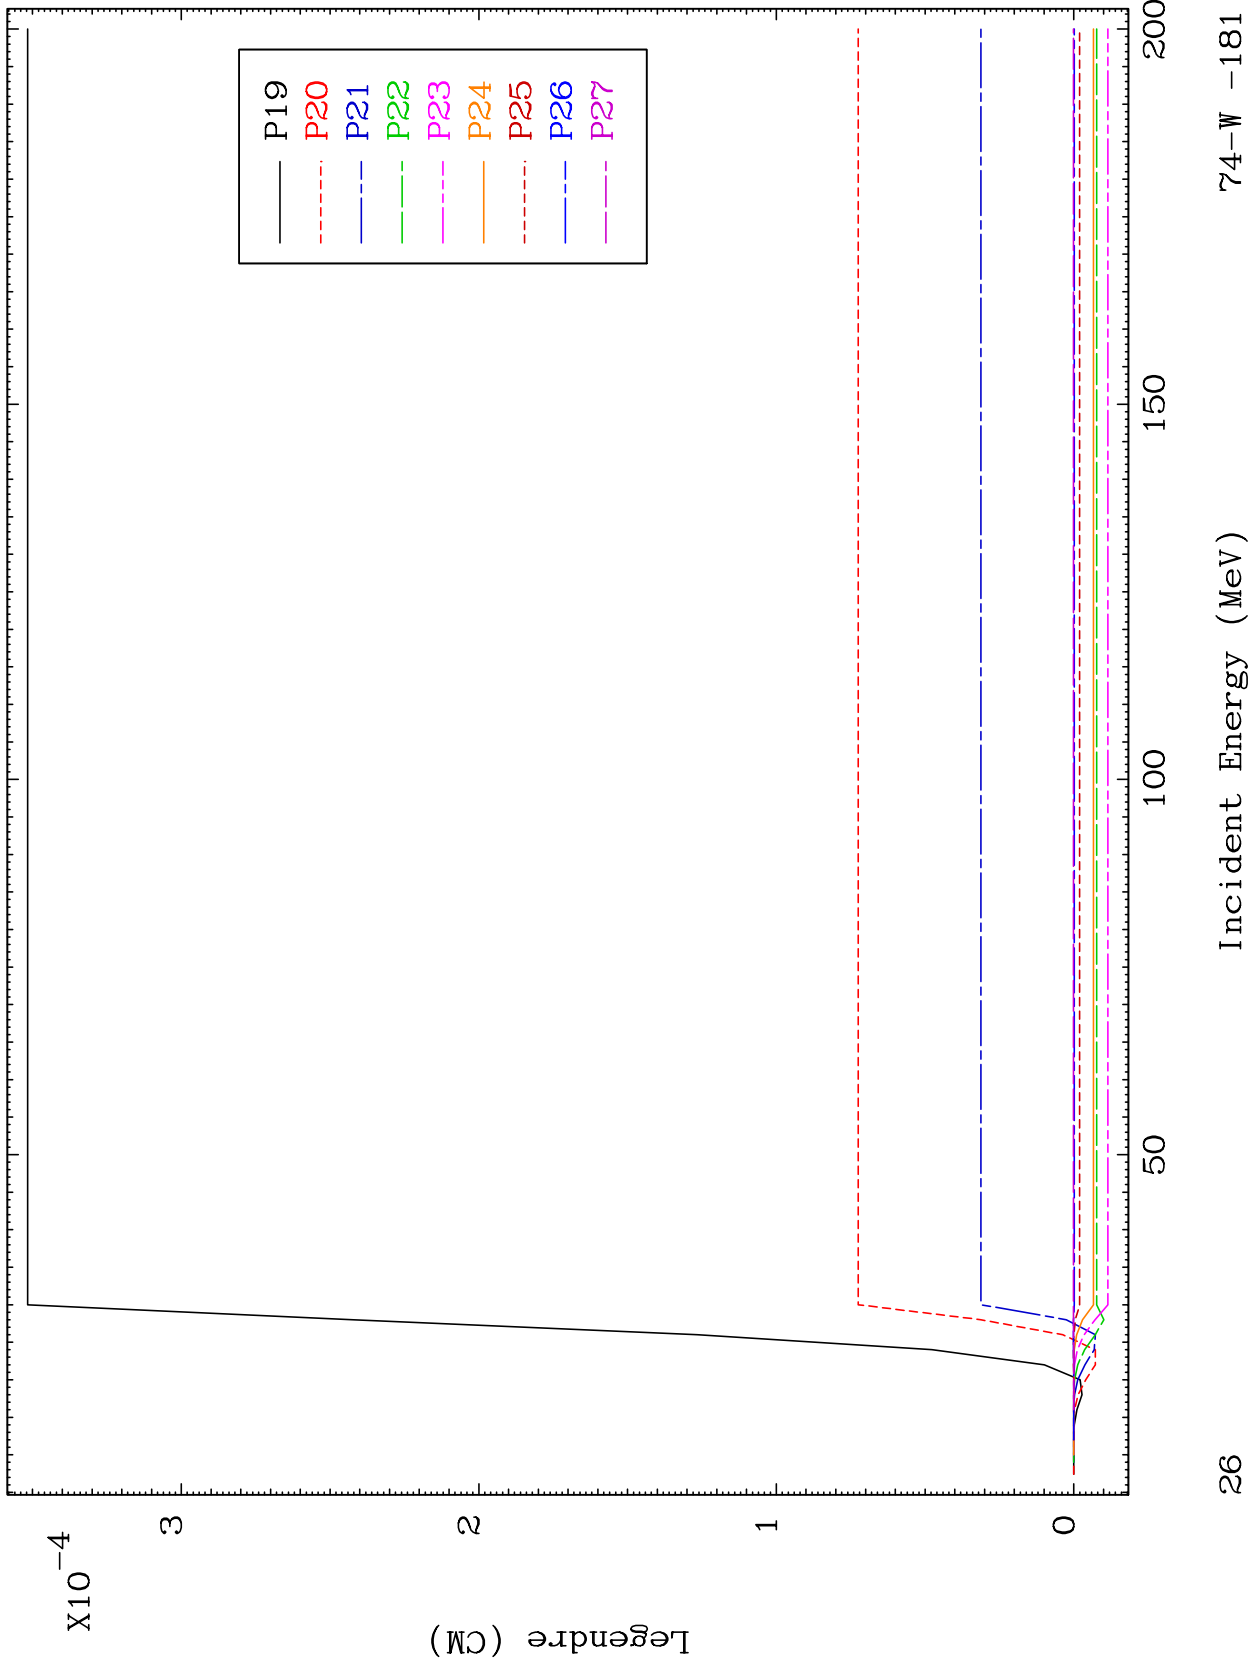 X10-4
3
2
1
0
Legendre (CM)
P19
P20
P21
P22
P23
P24
P25
P26
P27
50
100
150
200
Incident Energy (MeV)
26
74-W -181